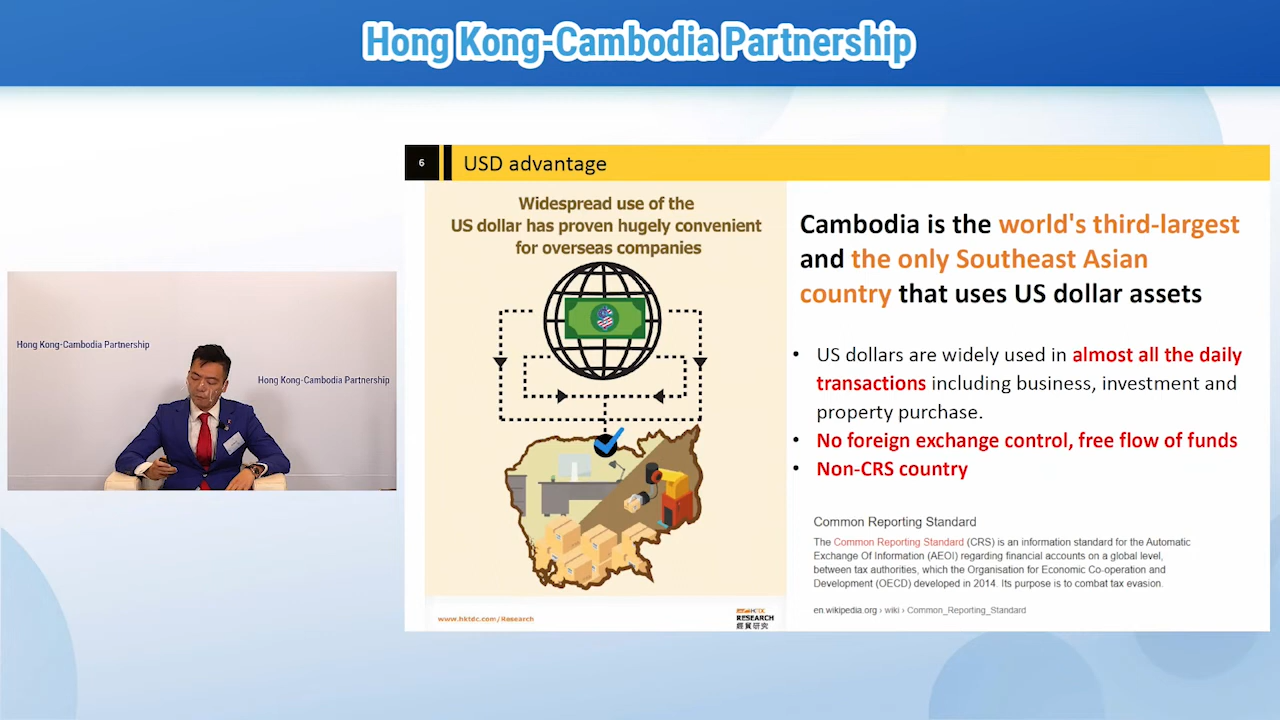 Hong Kong-Cambodia Partnership
Hong Kong-Cambodia Partnership
Hong Kong-Cambodia Partnership
6
USD advantage
Widespread use of the
US dollar has proven hugely convenient
for overseas companies
www.hktdc.com/Research
HKTDC
RESEARCH
經貿研究
Cambodia is the world's third-largest
and the only Southeast Asian
country that uses US dollar assets
• US dollars are widely used in almost all the daily
transactions including business, investment and
property purchase.
• No foreign exchange control, free flow of funds
• Non-CRS country
Common Reporting Standard
The Common Reporting Standard (CRS) is an information standard for the Automatic
Exchange Of Information (AEOI) regarding financial accounts on a global level,
between tax authorities, which the Organisation for Economic Co-operation and
Development (OECD) developed in 2014. Its purpose is to combat tax evasion.
en.wikipedia.org › wiki › Common_Reporting_Standard